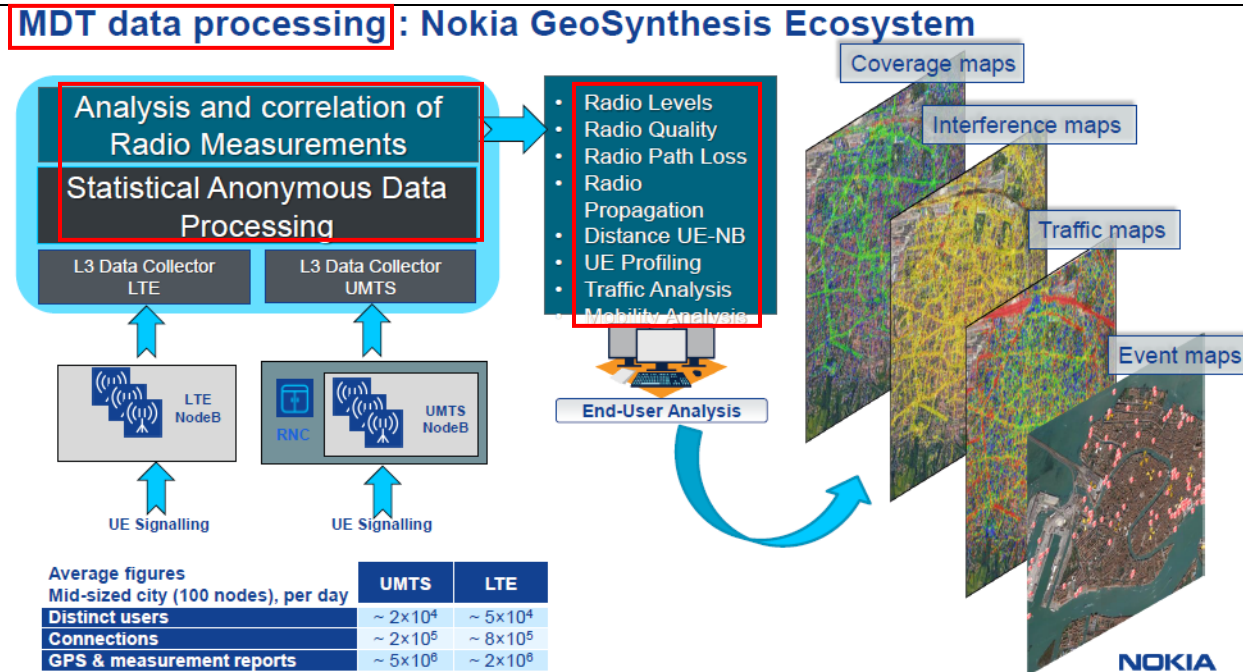 MDT data processing : Nokia GeoSynthesis Ecosystem
Analysis and correlation of
Radio Measurements
Statistical Anonymous Data
Processing
L3 Data Collector
LTE
L3 Data Collector
UMTS
LTE
NodeB
RNC
UMTS
NodeB
UE Signalling
UE Signalling
• Radio Levels
• Radio Quality
• Radio Path Loss
• Radio
Propagation
• Distance UE-NB
• UE Profiling
• Traffic Analysis
• Mobility Analysis
End-User Analysis
Coverage maps
Interference maps
Traffic maps
Event maps
Average figures
Mid-sized city (100 nodes), per day UMTS LTE
Distinct users ~ 2×10⁴ ~ 5×10⁴
Connections ~ 2×10⁵ ~ 8×10⁵
GPS & measurement reports ~ 5×10⁶ ~ 2×10⁶
NOKIA